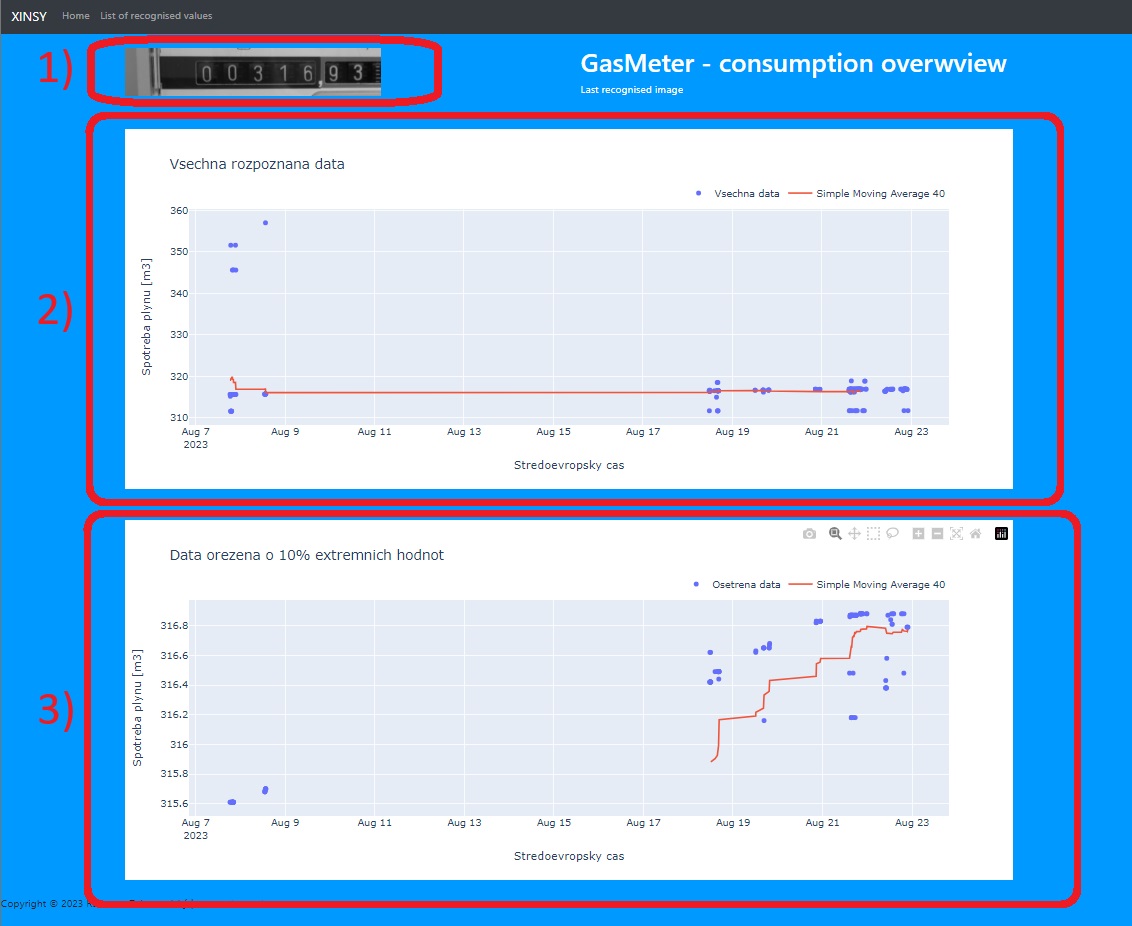 XINSY Home List of recognised values
1)
0 0 3 1 6 9 3
GasMeter - consumption overwview
Last recognised image
2)
Vsechna rozpoznana data
Vsechna data Simple Moving Average 40
Spotreba plynu [m3]
360
350
340
330
320
310
Aug 7 Aug 9 Aug 11 Aug 13 Aug 15 Aug 17 Aug 19 Aug 21 Aug 23
2023
Stredoevropsky cas
3)
Data orezena o 10% extremnich hodnot
Osetrena data Simple Moving Average 40
Spotreba plynu [m3]
316.8
316.6
316.4
316.2
316
315.8
315.6
Aug 7 Aug 9 Aug 11 Aug 13 Aug 15 Aug 17 Aug 19 Aug 21 Aug 23
2023
Stredoevropsky cas
Copyright © 2023